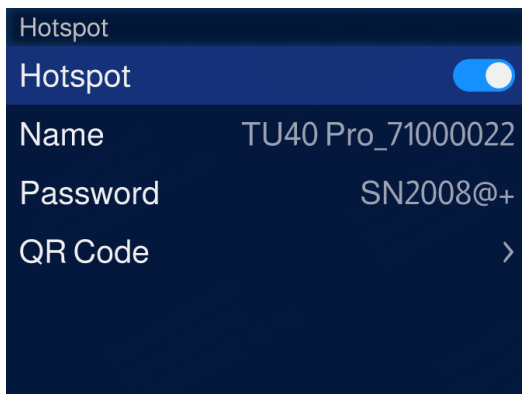 Hotspot
Hotspot
Name TU40 Pro_71000022
Password SN2008@+
QR Code >